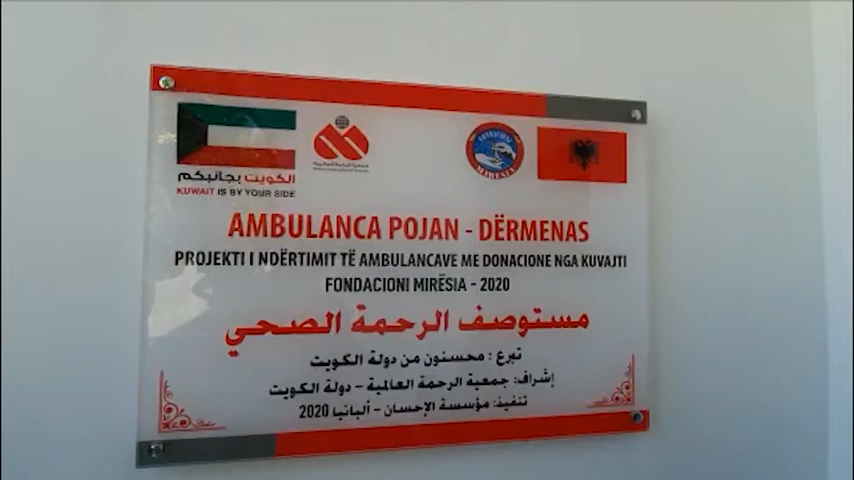 الكويت بجانبكم
KUWAIT IS BY YOUR SIDE
MIRËSIA
AMBULANCA POJAN - DËRMENAS
PROJEKTI I NDËRTIMIT TË AMBULANCAVE ME DONACIONE NGA KUVAJTI
FONDACIONI MIRËSIA - 2020
مستوصف الرحمة الصحي
تبرع : محسنون من دولة الكويت
إشراف: جمعية الرحمة العالمية - دولة الكويت
تنفيذ: مؤسسة الإحسان - ألبانيا 2020